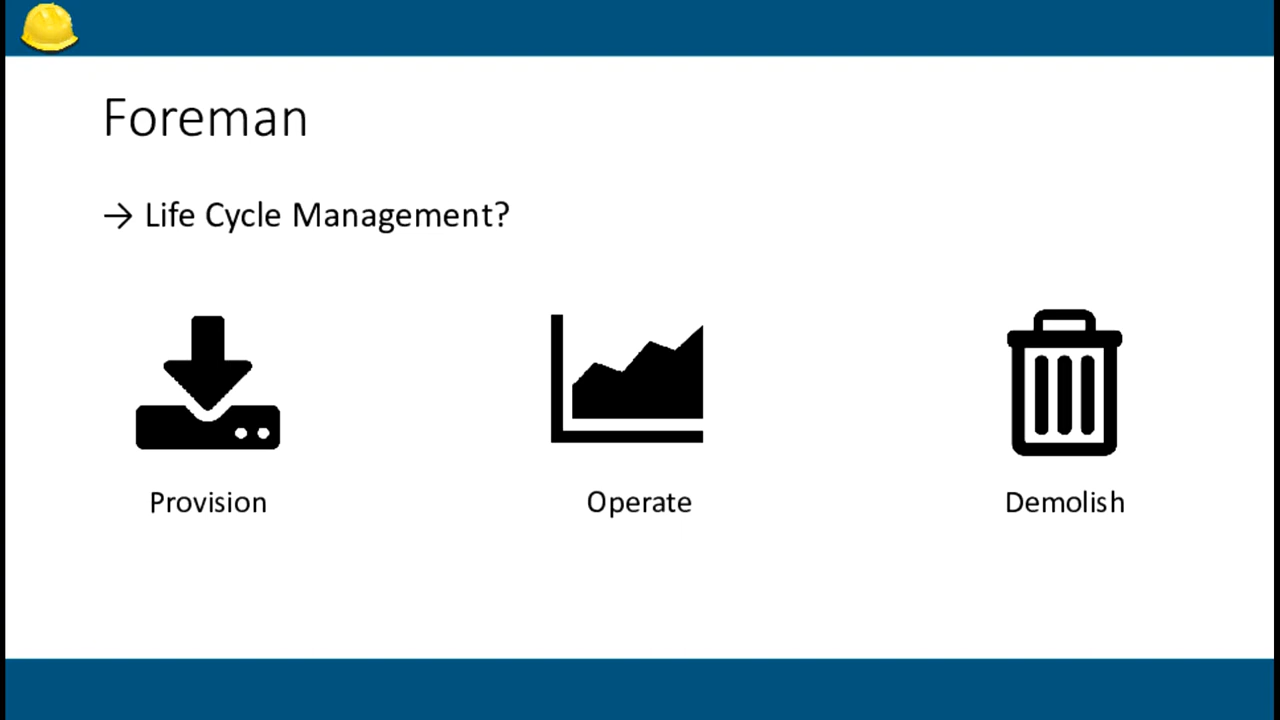 Foreman
→ Life Cycle Management?
Provision
Operate
Demolish